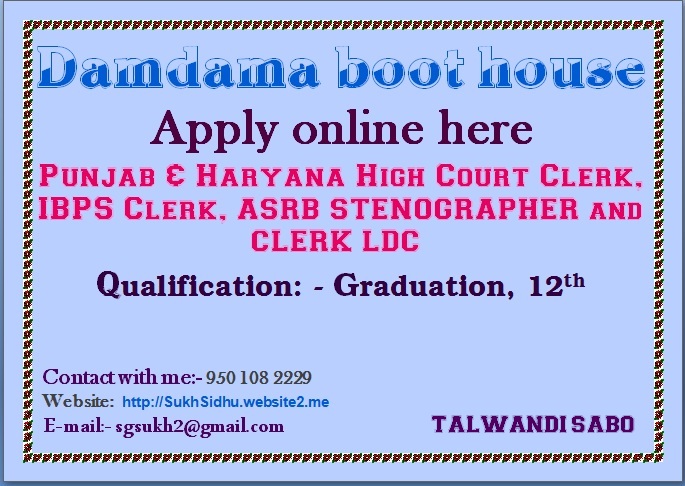 Damdama boot house
Apply online here
Punjab & Haryana High Court Clerk,
IBPS Clerk, ASRB STENOGRAPHER and
CLERK LDC
Qualification: - Graduation, 12th
Contact with me:- 950 108 2229
Website: http://SukhSidhu.website2.me
E-mail:- sgsukh2@gmail.com
TALWANDI SABO